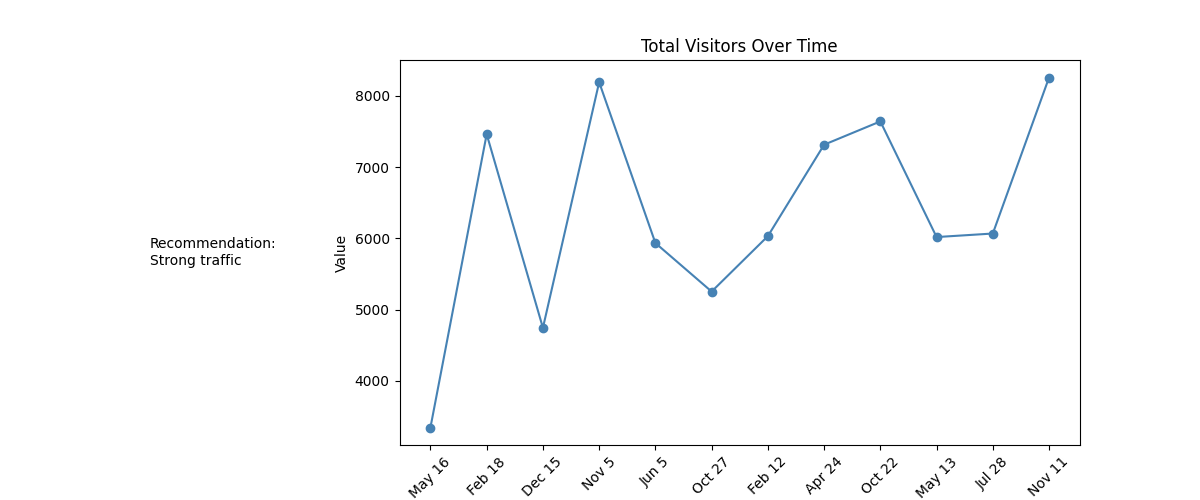 Total Visitors Over Time
Recommendation:
Strong traffic
Value
8000
7000
6000
5000
4000
May 16
Feb 18
Dec 15
Nov 5
Jun 5
Oct 27
Feb 12
Apr 24
Oct 22
May 13
Jul 28
Nov 11